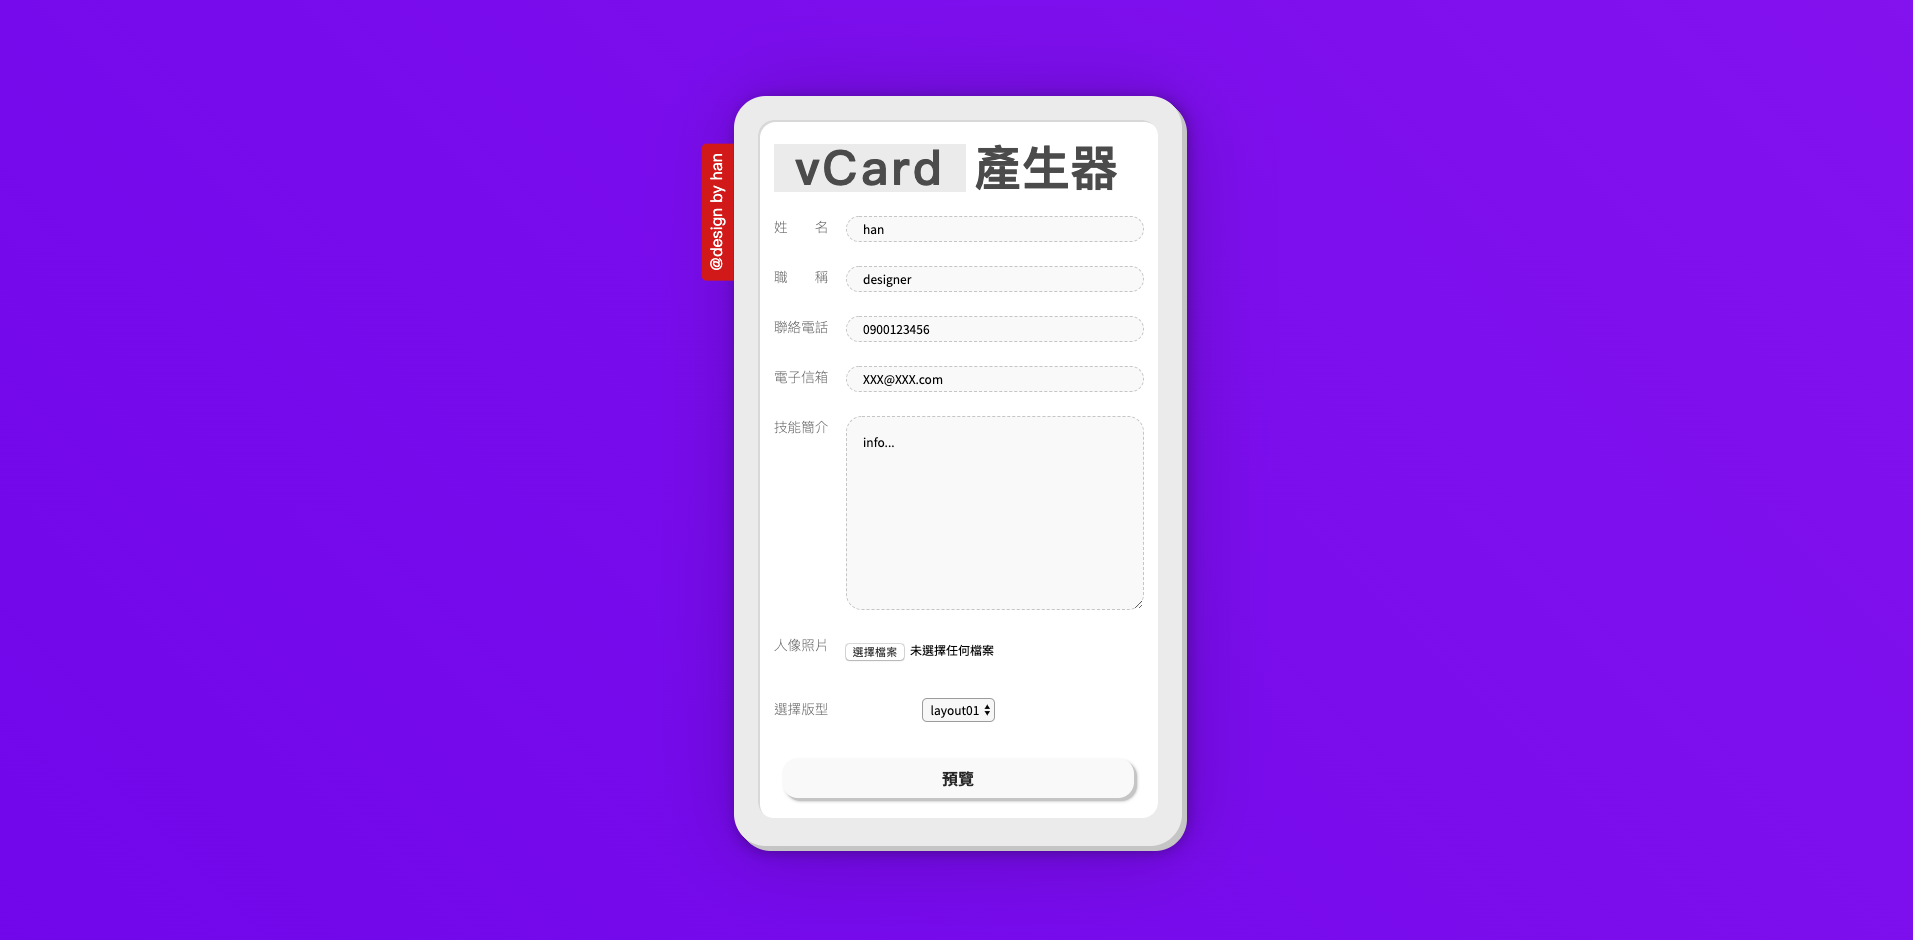 vCard 產生器
@design by han
姓 名 han
職 稱 designer
聯絡電話 0900123456
電子信箱 XXX@XXX.com
技能簡介 info...
人像照片 選擇檔案 未選擇任何檔案
選擇版型 layout01
預覽